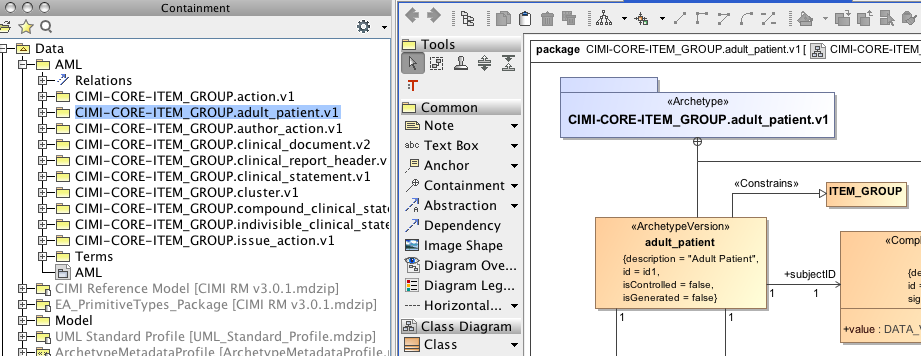 Containment
Data
AML
Relations
CIMI-CORE-ITEM_GROUP.action.v1
CIMI-CORE-ITEM_GROUP.adult_patient.v1
CIMI-CORE-ITEM_GROUP.author_action.v1
CIMI-CORE-ITEM_GROUP.clinical_document.v2
CIMI-CORE-ITEM_GROUP.clinical_report_header.v
CIMI-CORE-ITEM_GROUP.clinical_statement.v1
CIMI-CORE-ITEM_GROUP.cluster.v1
CIMI-CORE-ITEM_GROUP.compound_clinical_state
CIMI-CORE-ITEM_GROUP.indivisible_clinical_state
CIMI-CORE-ITEM_GROUP.issue_action.v1
Terms
AML
CIMI Reference Model [CIMI RM v3.0.1.mdzip]
EA_PrimitiveTypes_Package [CIMI RM v3.0.1.mdzip]
Model
UML Standard Profile [UML_Standard_Profile.mdzip]
ArchetypeMetadataProfile [ArchetypeMetadataProfile.
Tools
Common
Note
abc Text Box
Anchor
Containment
Abstraction
Dependency
Image Shape
Diagram Ove...
Diagram Leg...
Horizontal...
Class Diagram
Class
package CIMI-CORE-ITEM_GROUP.adult_patient.v1 [ CIMI-CORE-ITEM_
«Archetype»
CIMI-CORE-ITEM_GROUP.adult_patient.v1
«Constrains»
ITEM_GROUP
«ArchetypeVersion»
adult_patient
{description = "Adult Patient",
id = id1,
isControlled = false,
isGenerated = false}
+subjectID
1
1
1
1
«Compl
{de
id =
sig
+value : DATA_V